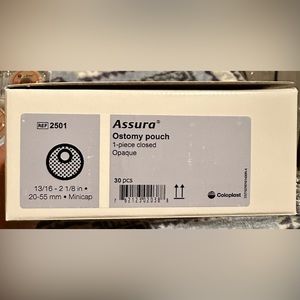 REF 2501
Assura®
Ostomy pouch
1-piece closed
Opaque
13/16 - 2 1/8 in •
20-55 mm • Minicap
30 pcs
Coloplast